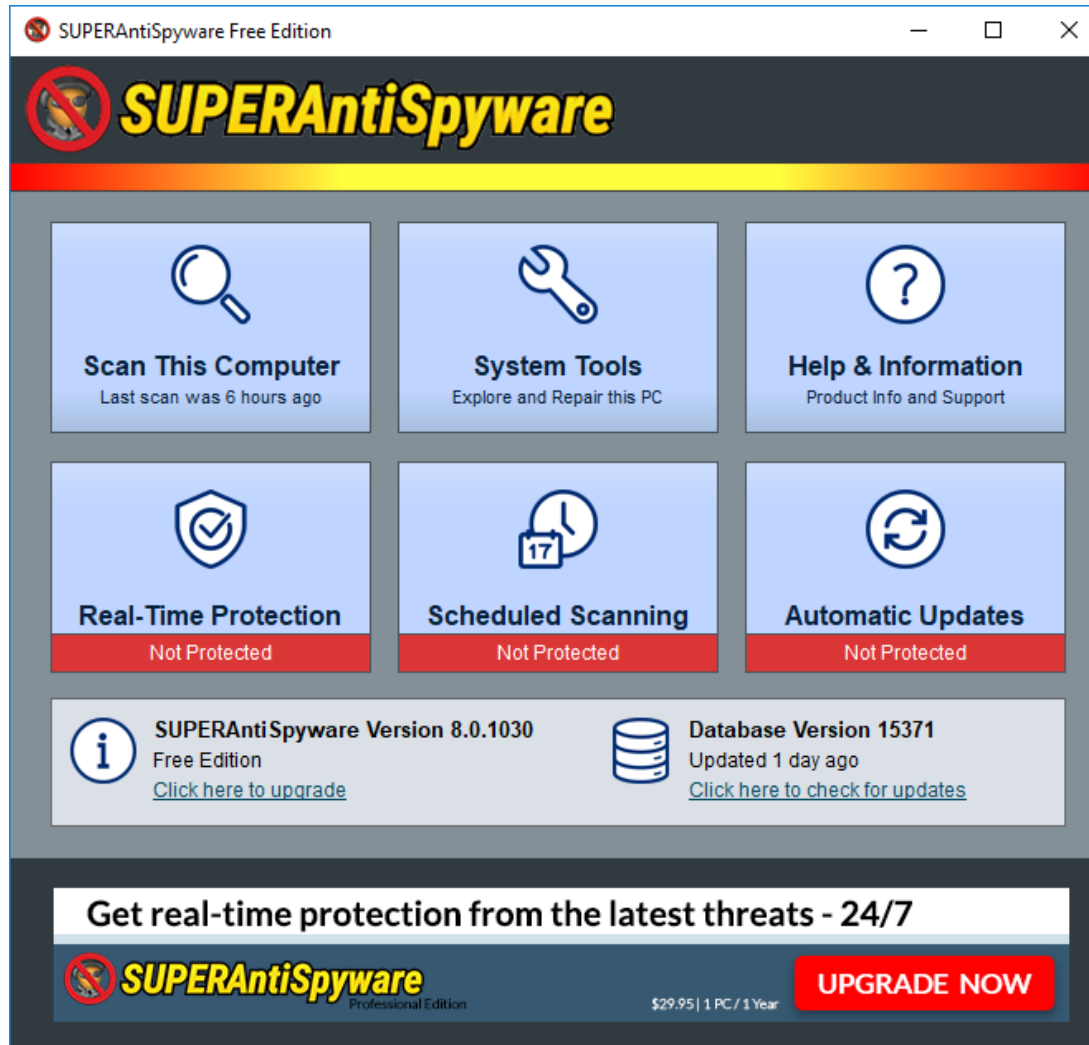 SUPERAntiSpyware Free Edition
SUPERAntiSpyware
Scan This Computer
Last scan was 6 hours ago
System Tools
Explore and Repair this PC
Help & Information
Product Info and Support
Real-Time Protection
Not Protected
17
Scheduled Scanning
Not Protected
Automatic Updates
Not Protected
SUPERAntiSpyware Version 8.0.1030
Free Edition
Click here to upgrade
Database Version 15371
Updated 1 day ago
Click here to check for updates
Get real-time protection from the latest threats - 24/7
SUPERAntiSpyware
Professional Edition
$29.95 | 1 PC / 1 Year
UPGRADE NOW